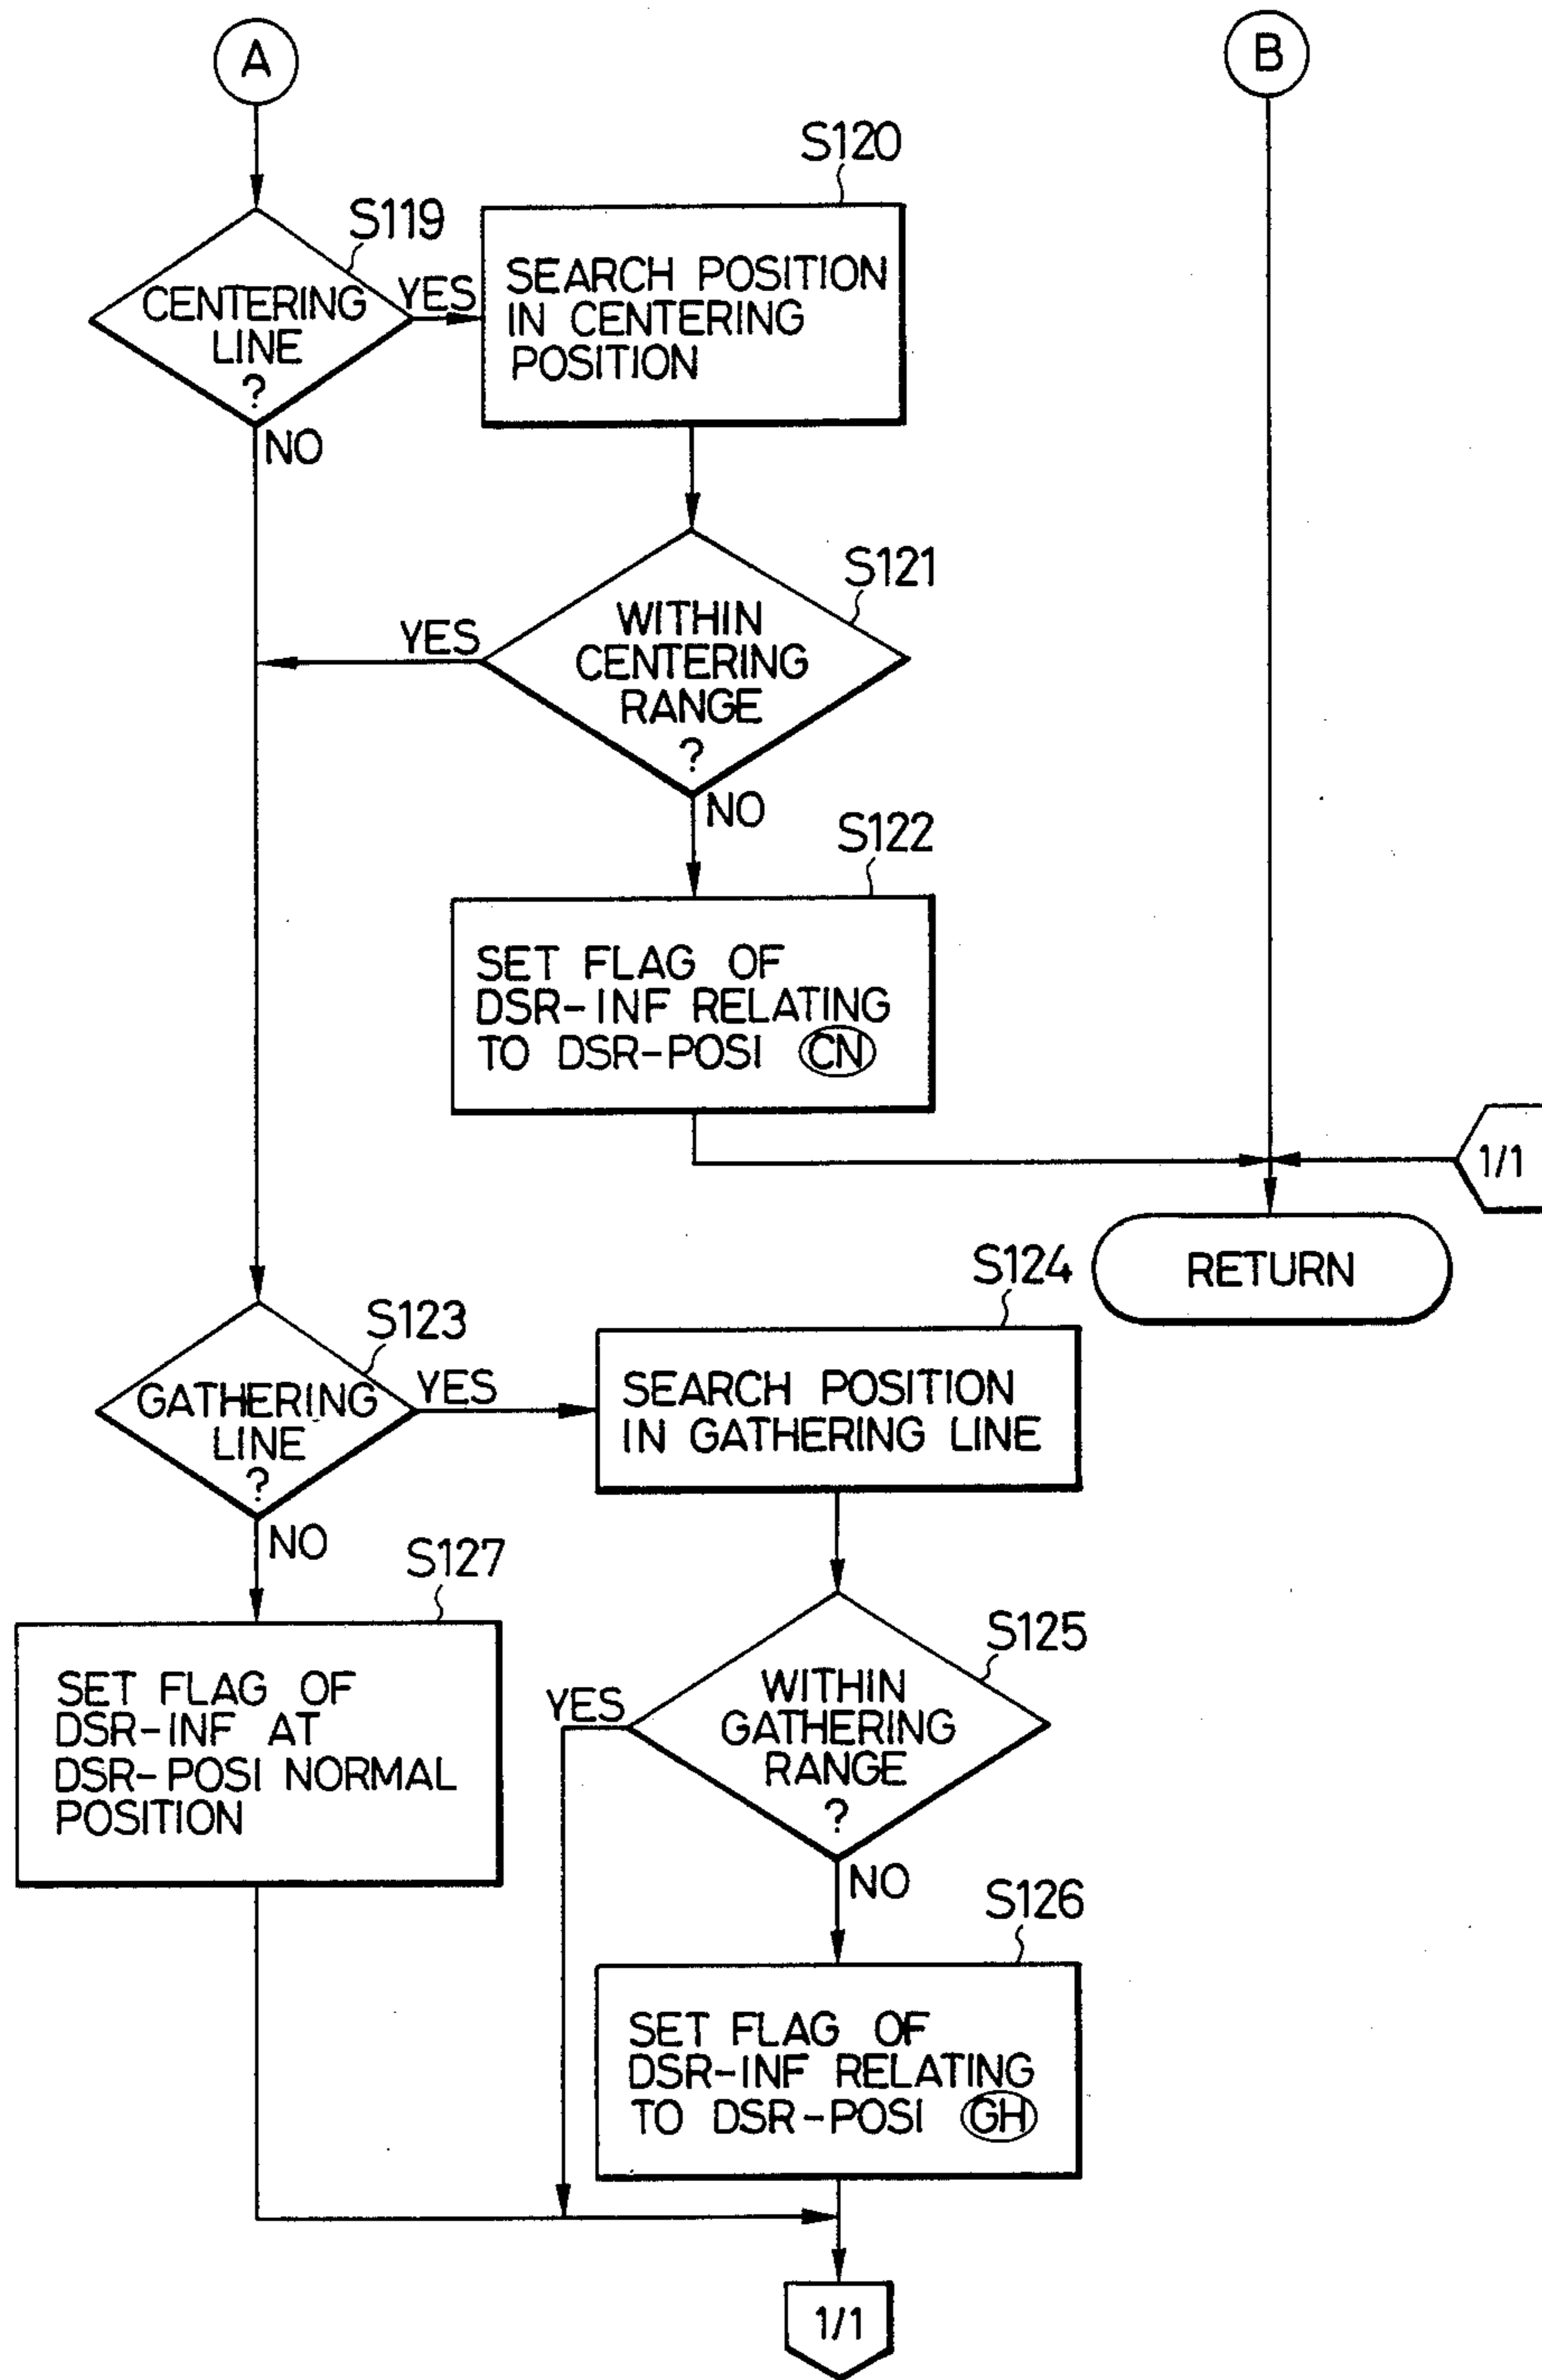 A
B
S119
CENTERING
LINE
?
YES
NO
S120
SEARCH POSITION
IN CENTERING
POSITION
S121
WITHIN
CENTERING
RANGE
?
YES
NO
S122
SET FLAG OF
DSR-INF RELATING
TO DSR-POSI CN
1/1
RETURN
S123
GATHERING
LINE
?
YES
NO
S124
SEARCH POSITION
IN GATHERING LINE
S125
WITHIN
GATHERING
RANGE
?
YES
NO
S127
SET FLAG OF
DSR-INF AT
DSR-POSI NORMAL
POSITION
S126
SET FLAG OF
DSR-INF RELATING
TO DSR-POSI GH
1/1